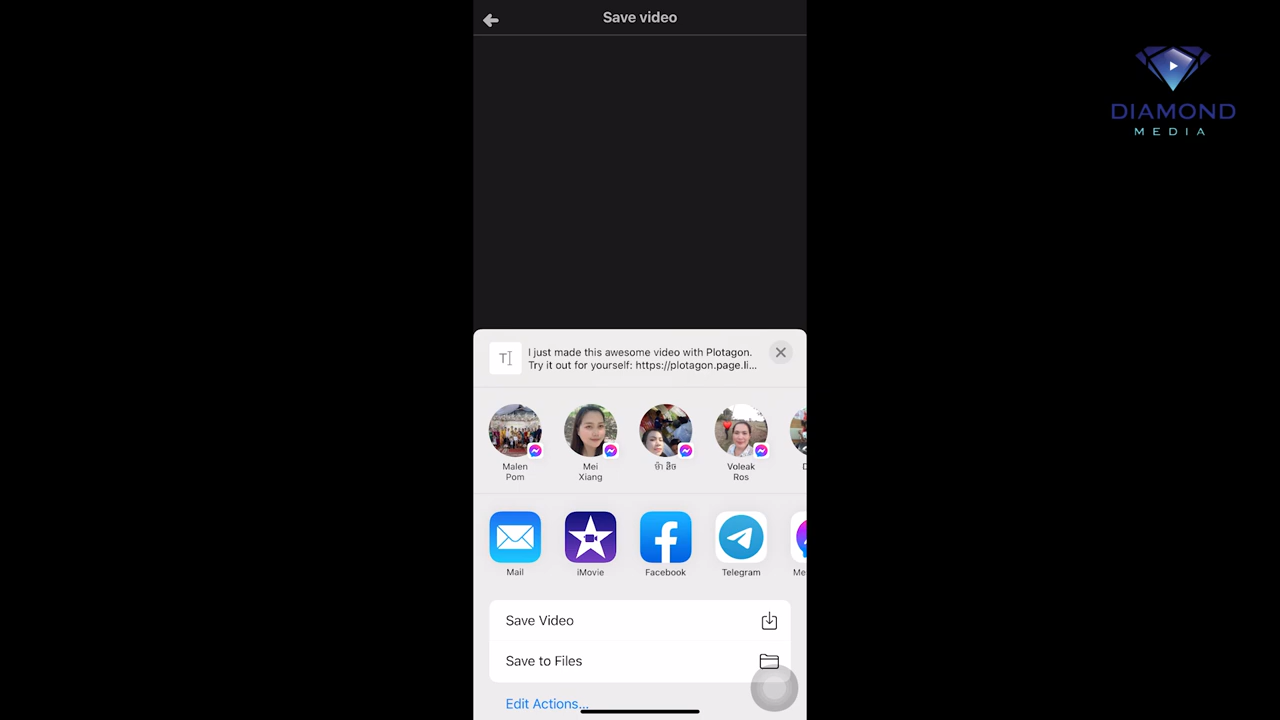 Save video
DIAMOND
MEDIA
I just made this awesome video with Plotagon.
Try it out for yourself: https://plotagon.page.li...
Malen
Pom
Mei
Xiang
Voleak
Ros
Mail
iMovie
Facebook
Telegram
Me
Save Video
Save to Files
Edit Actions...